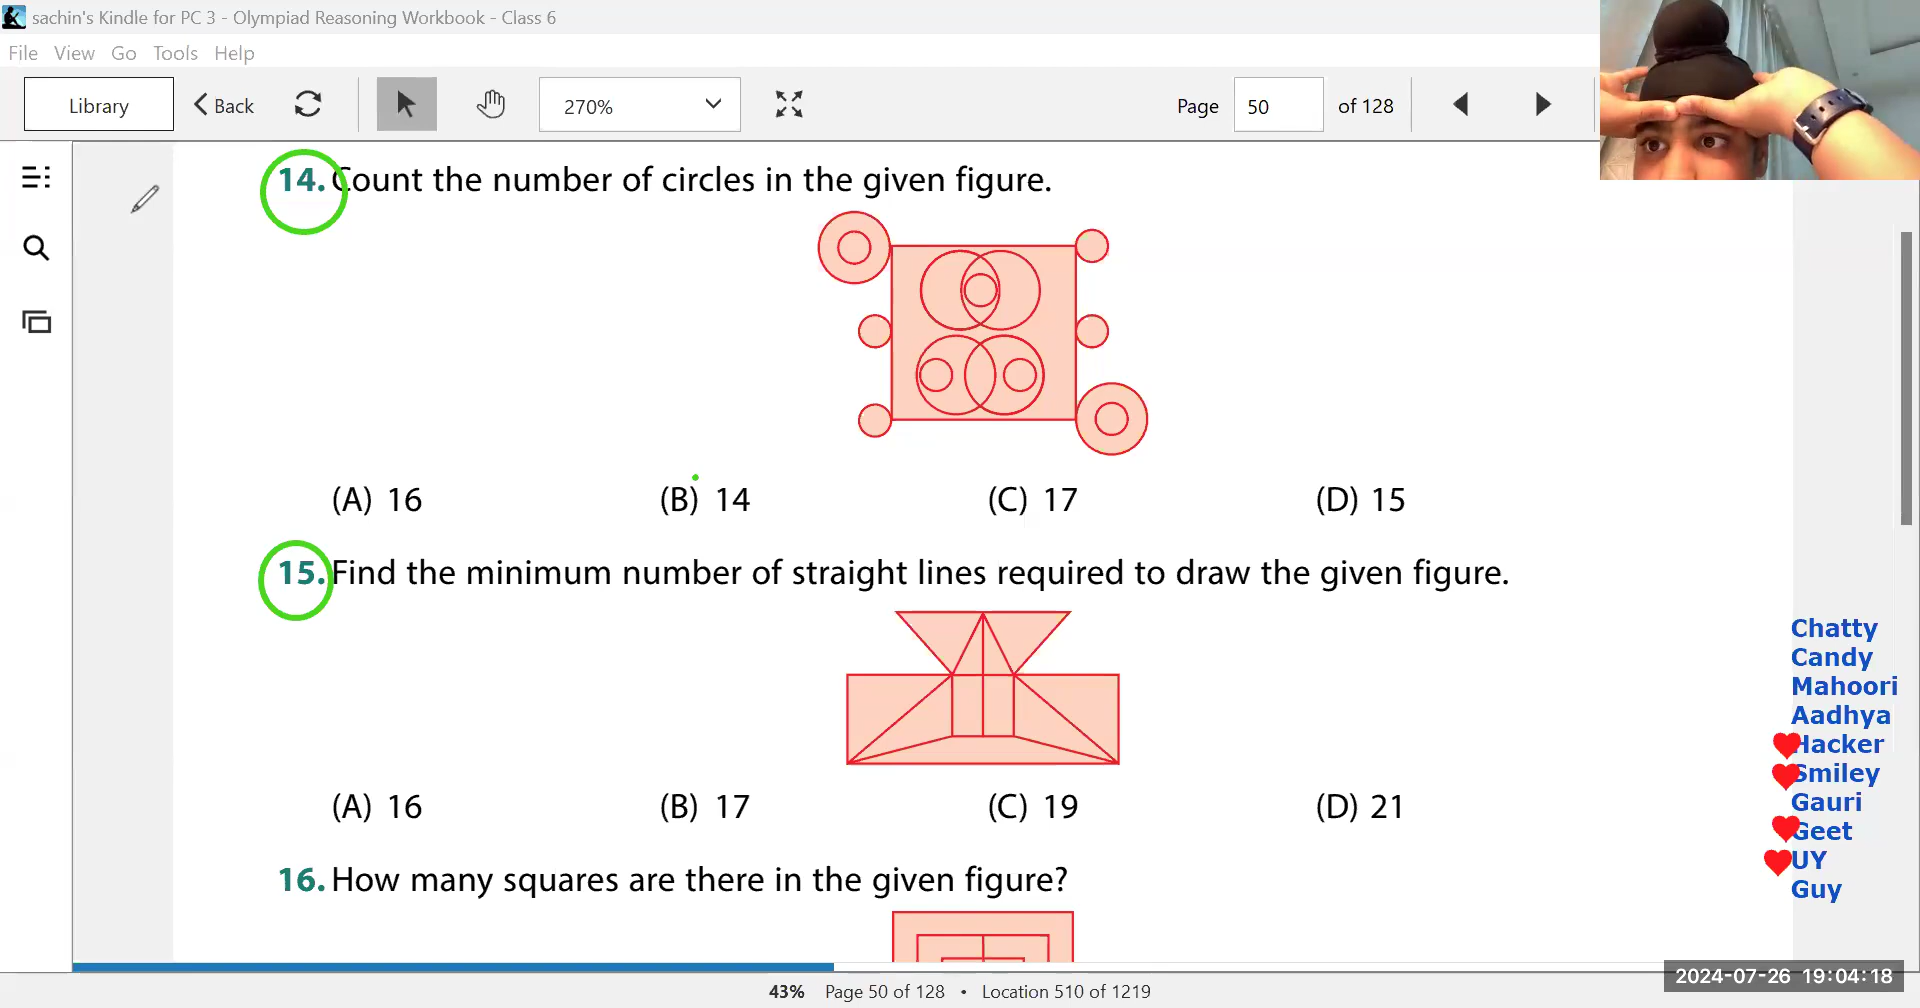 sachin's Kindle for PC 3 - Olympiad Reasoning Workbook - Class 6
File View Go Tools Help
Library Back 270% Page 50 of 128
14. Count the number of circles in the given figure.
(A) 16 (B) 14 (C) 17 (D) 15
15. Find the minimum number of straight lines required to draw the given figure.
(A) 16 (B) 17 (C) 19 (D) 21
16. How many squares are there in the given figure?
Chatty
Candy
Mahoori
Aadhya
Hacker
Smiley
Gauri
Geet
UY
Guy
2024-07-26 19:04:18
43% Page 50 of 128 • Location 510 of 1219